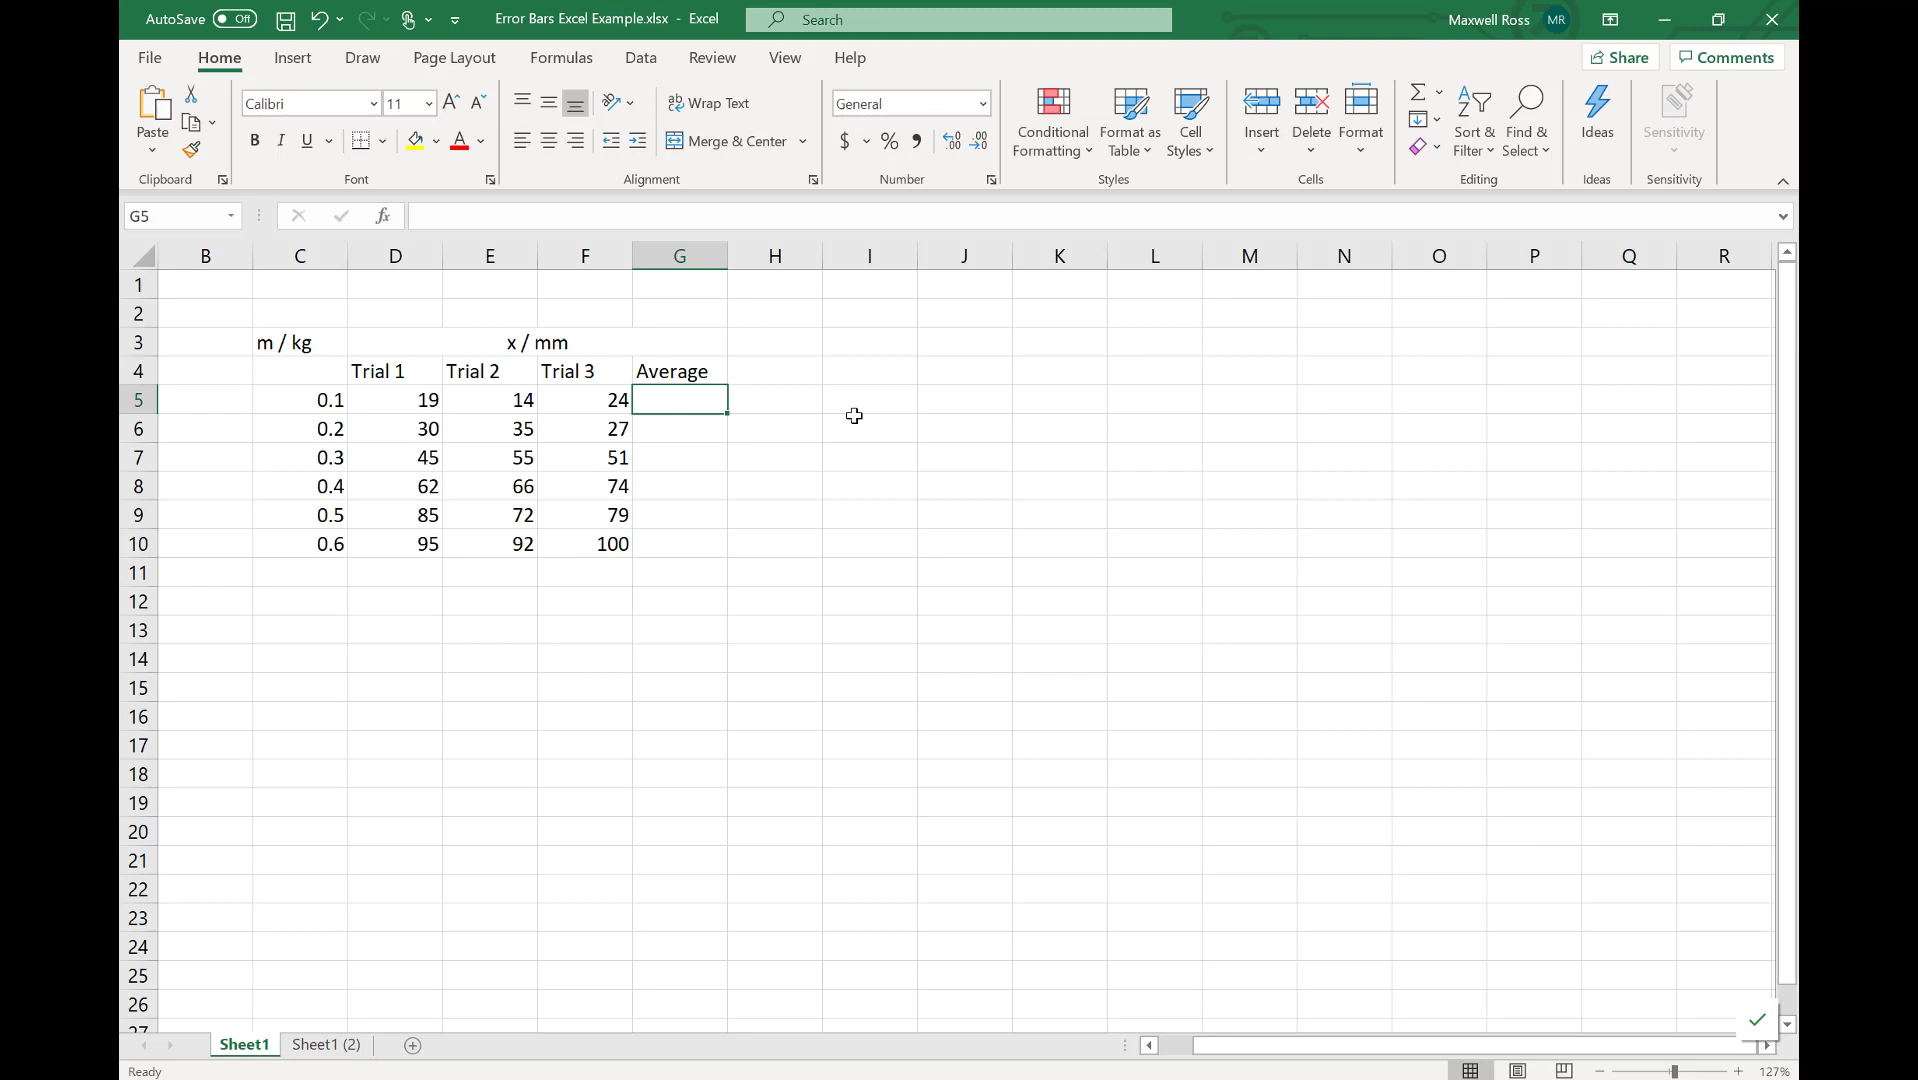 AutoSave Off Error Bars Excel Example.xlsx - Excel Search Maxwell Ross MR
File Home Insert Draw Page Layout Formulas Data Review View Help Share Comments
Paste
Calibri 11 A^ A˅
B I U A
ab Wrap Text
Merge & Center
General
$ % , .00
Conditional Formatting
Format as Table
Cell Styles
Insert Delete Format
Σ
Sort & Filter
Find & Select
Ideas
Sensitivity
Clipboard Font Alignment Number Styles Cells Editing Ideas Sensitivity
G5 fx
B C D E F G H I J K L M N O P Q R
1
2
3 m / kg x / mm
4 Trial 1 Trial 2 Trial 3 Average
5 0.1 19 14 24
6 0.2 30 35 27
7 0.3 45 55 51
8 0.4 62 66 74
9 0.5 85 72 79
10 0.6 95 92 100
11
12
13
14
15
16
17
18
19
20
21
22
23
24
25
26
27
Sheet1 Sheet1 (2)
Ready 127%